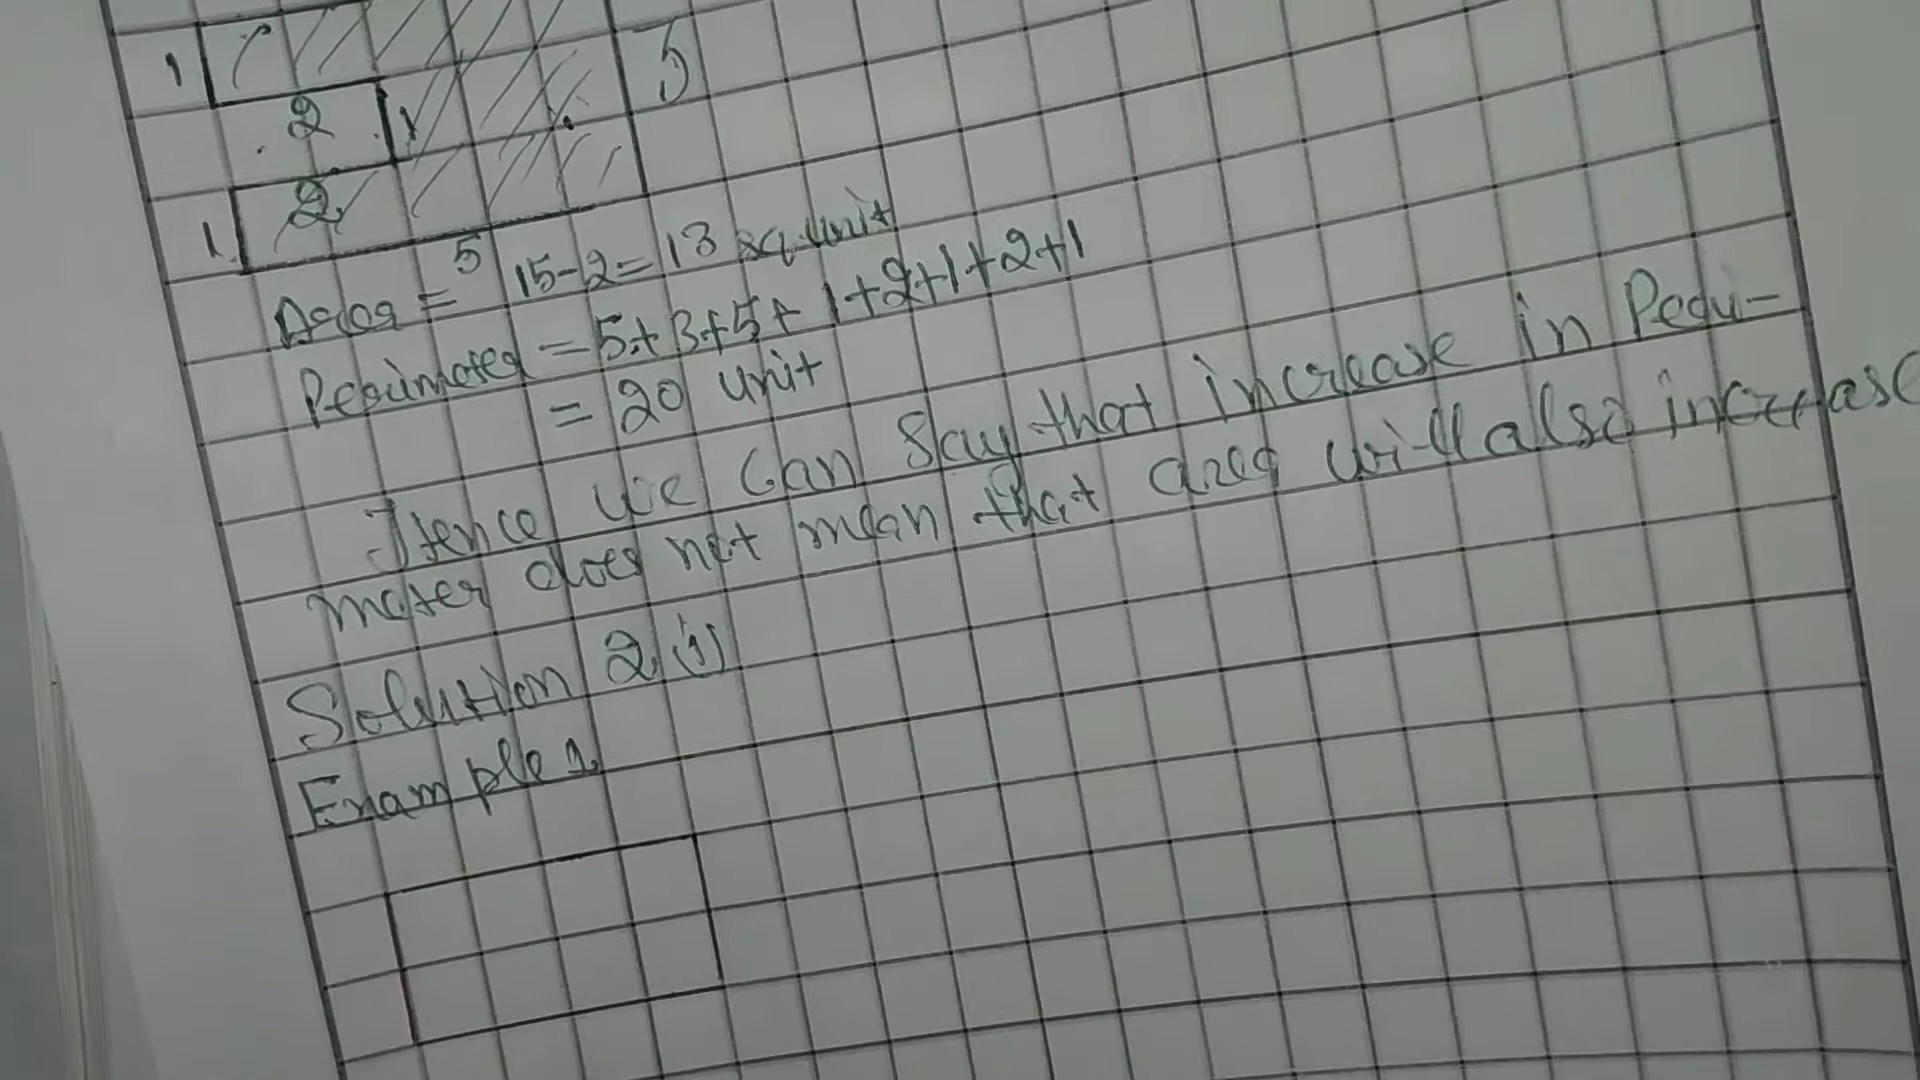 1
3
2 1
2
1
5
Area = 15-2=13 sq. unit
Perimeter = 5+3+5+1+2+1+2+1
= 20 unit
Hence we can say that increase in Peri-
meter does not mean that area will also increase
Solution 2(i)
Example 1